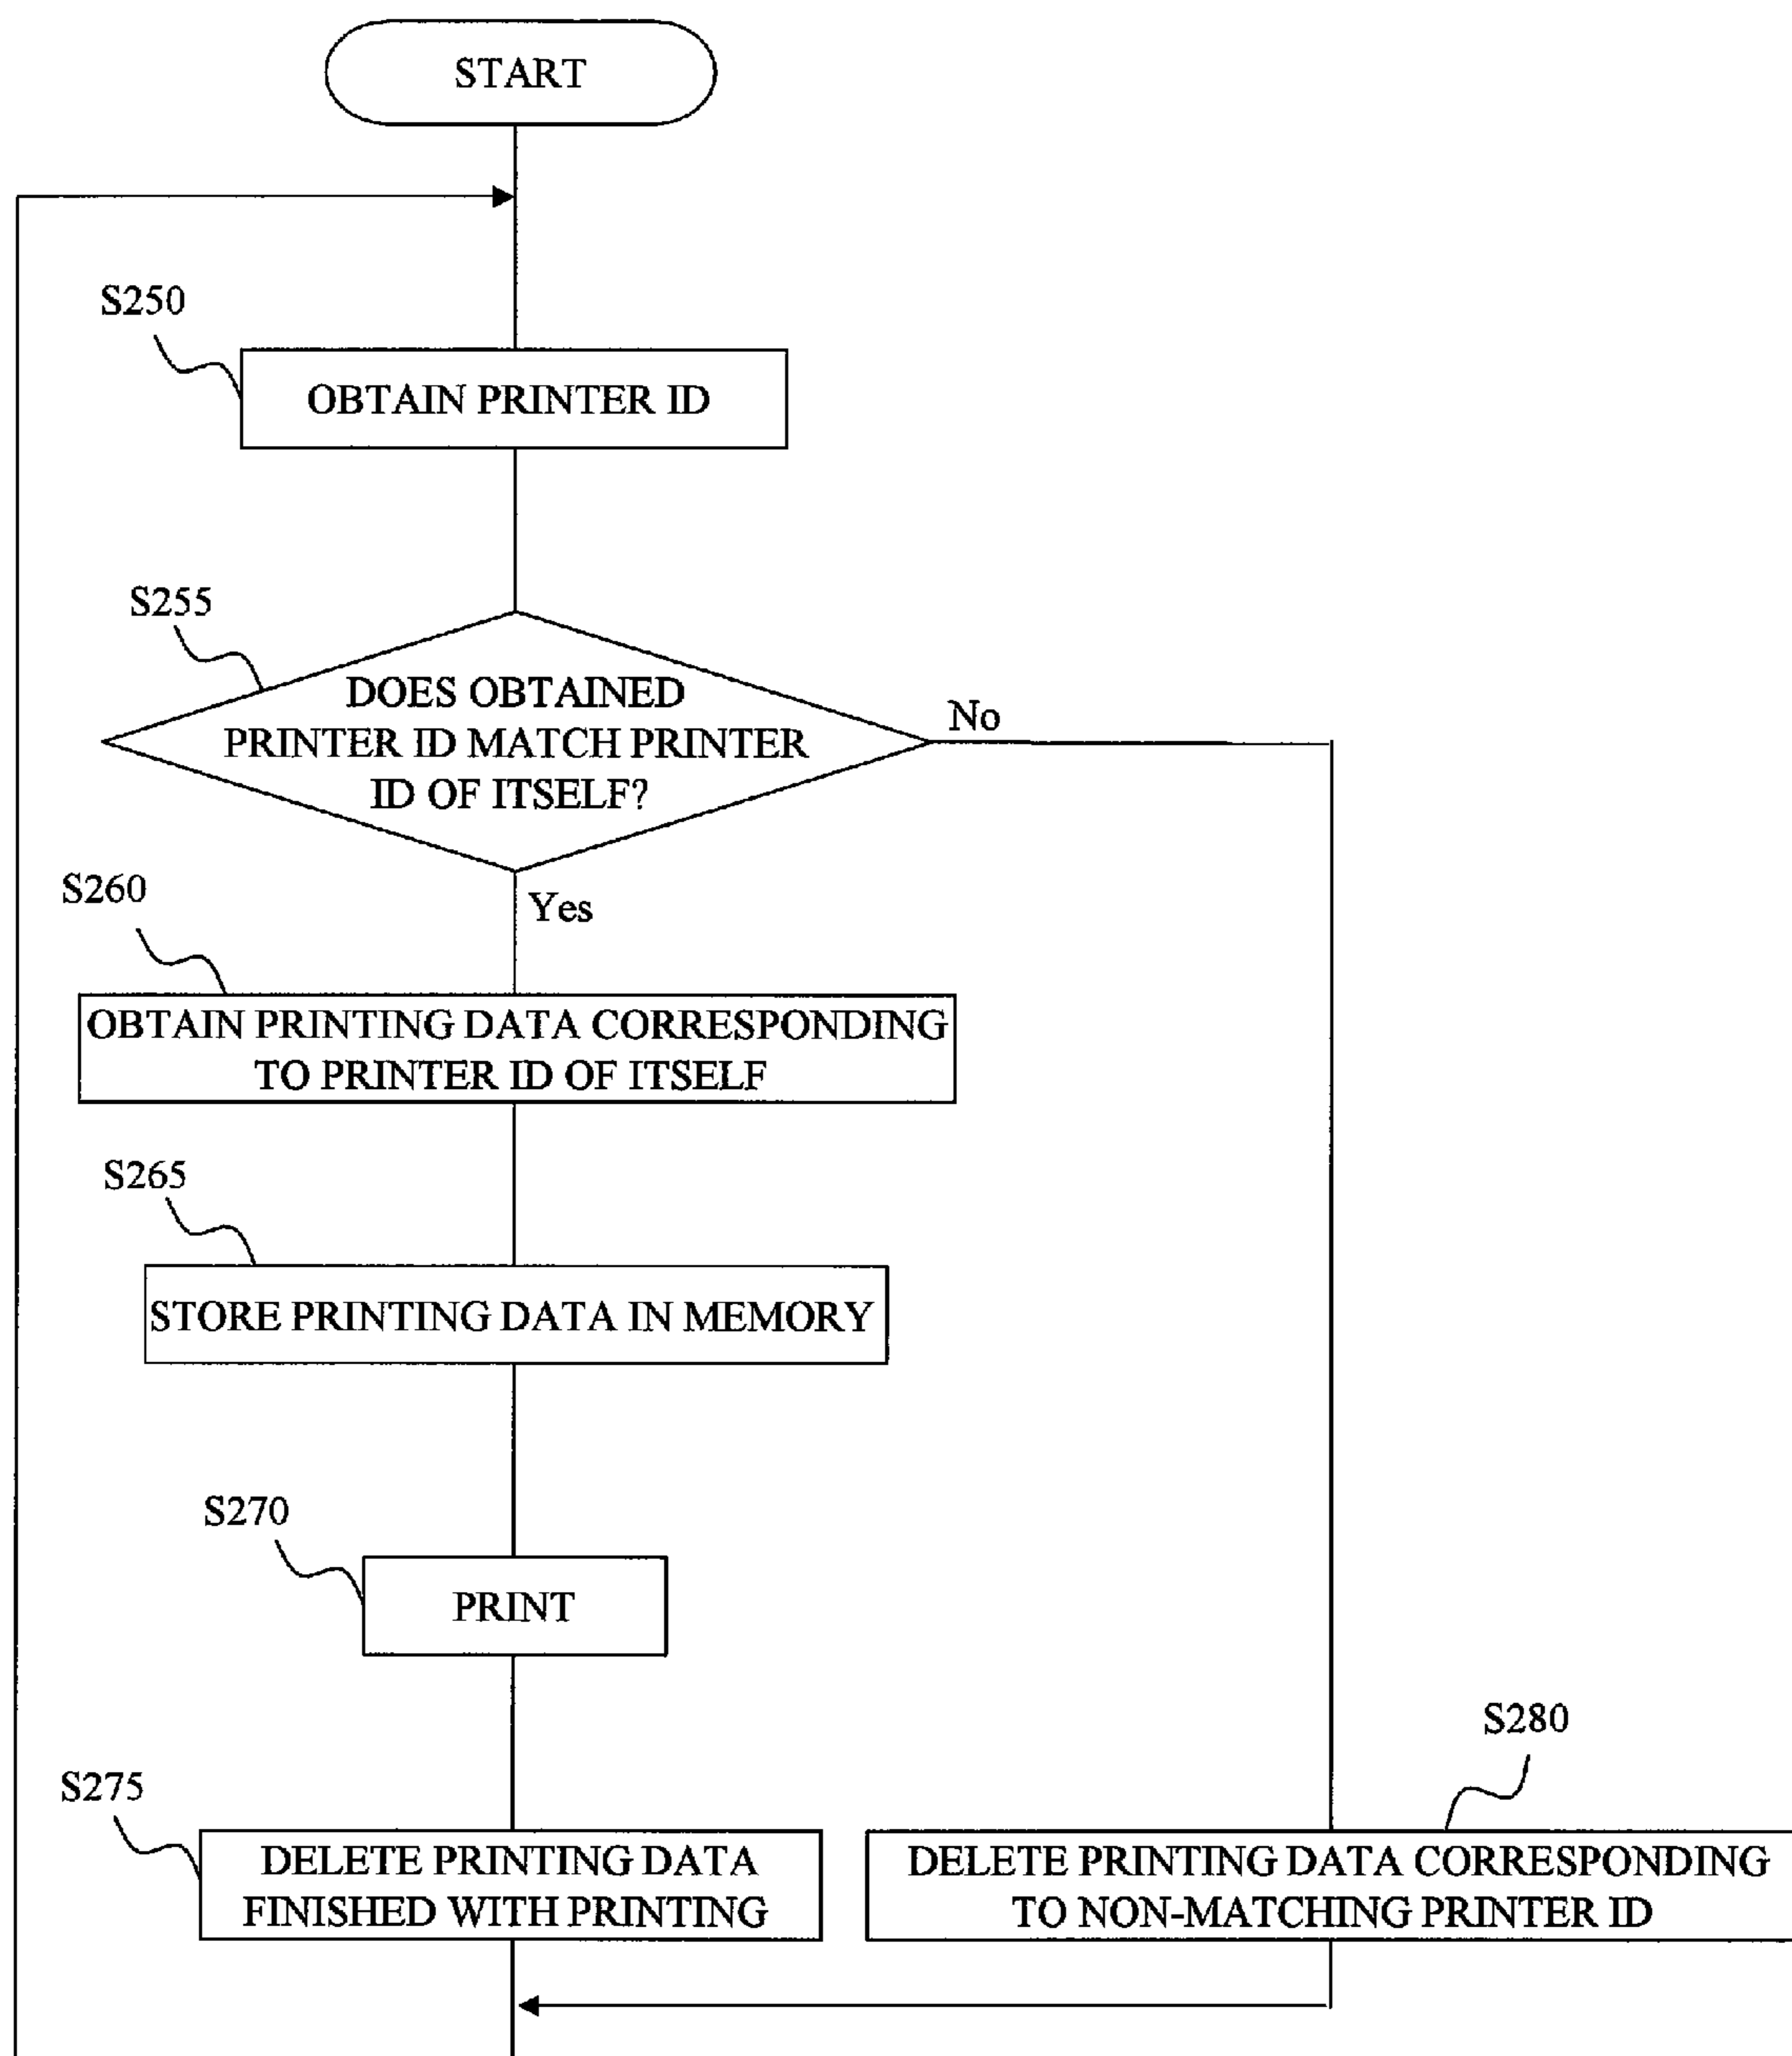 START
S250
OBTAIN PRINTER ID
S255
DOES OBTAINED
PRINTER ID MATCH PRINTER
ID OF ITSELF?
No
Yes
S260
OBTAIN PRINTING DATA CORRESPONDING
TO PRINTER ID OF ITSELF
S265
STORE PRINTING DATA IN MEMORY
S270
PRINT
S275
DELETE PRINTING DATA
FINISHED WITH PRINTING
S280
DELETE PRINTING DATA CORRESPONDING
TO NON-MATCHING PRINTER ID